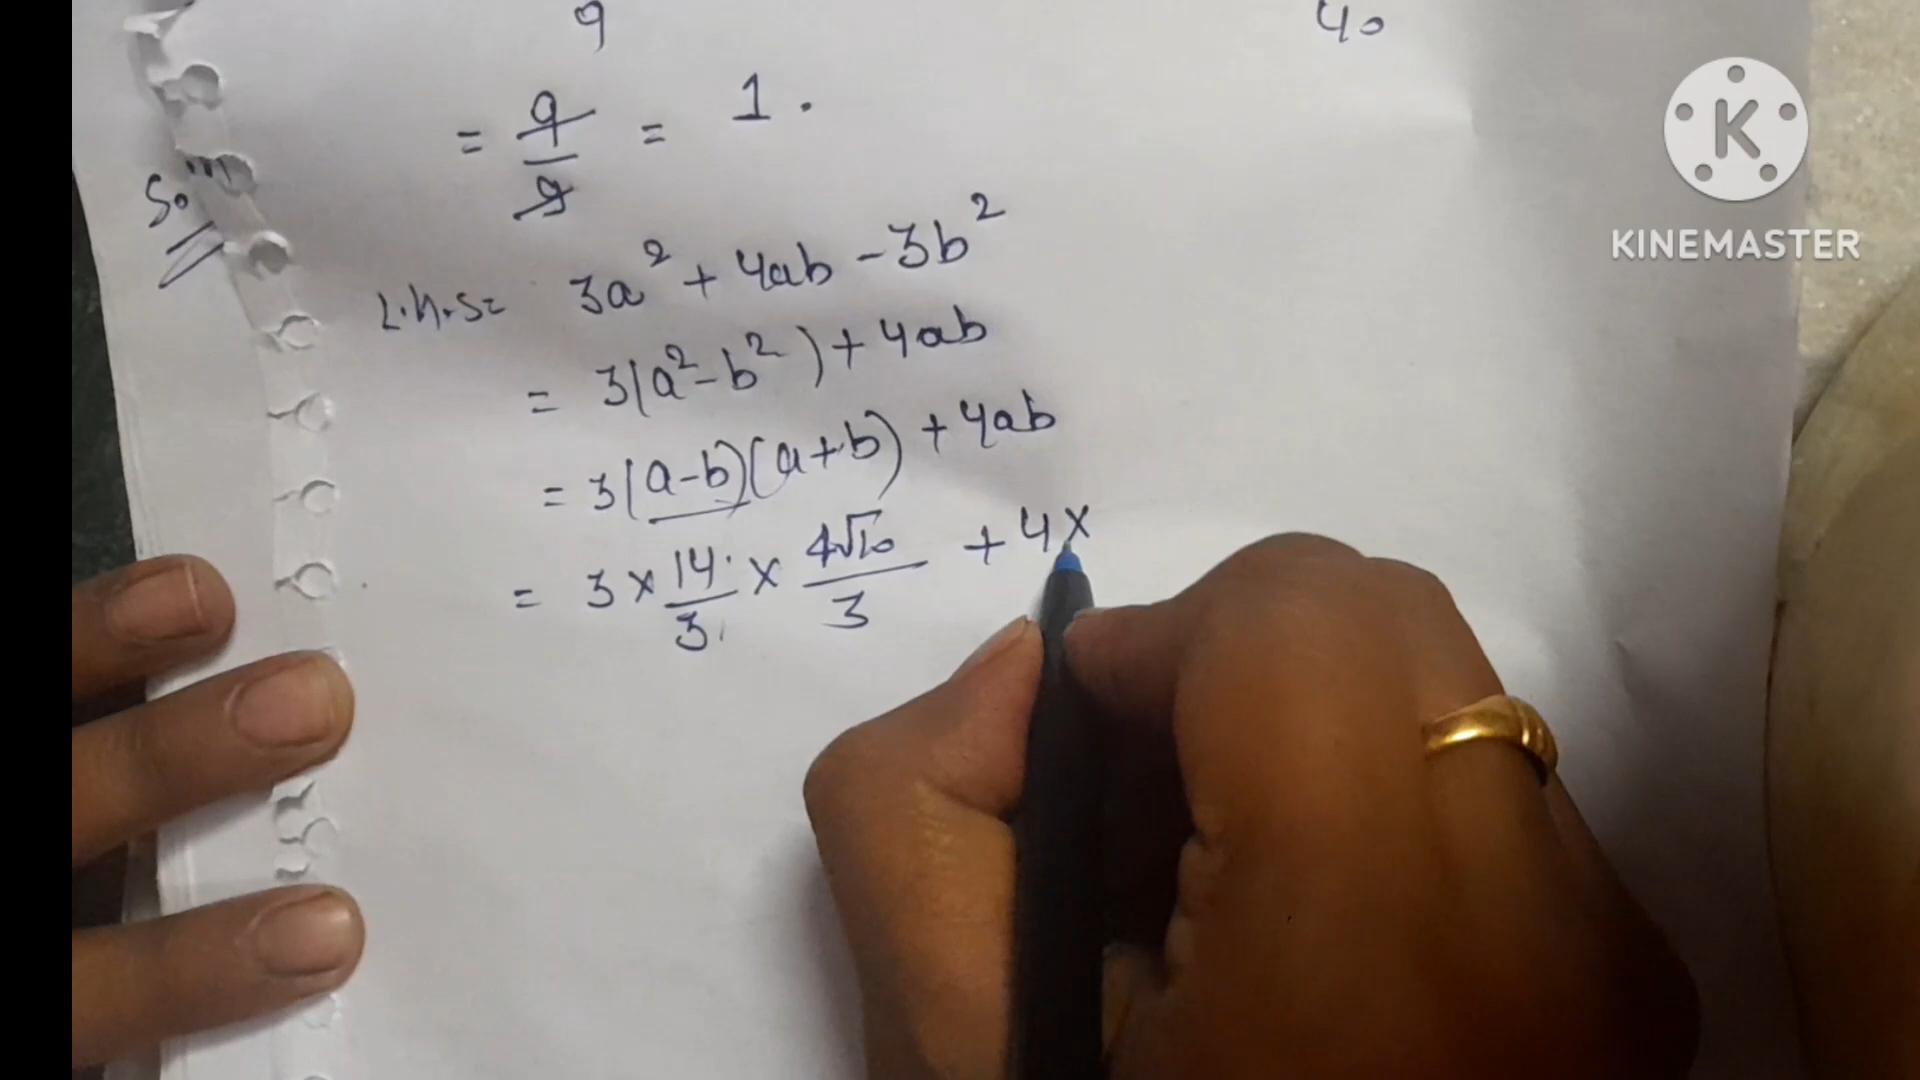 9 40
= 9/9 = 1.
Soln
L.H.S= 3a² + 4ab - 3b²
= 3(a² - b²) + 4ab
= 3(a-b)(a+b) + 4ab
= 3 × 14/3 × 4√10/3 + 4×
K
KINEMASTER